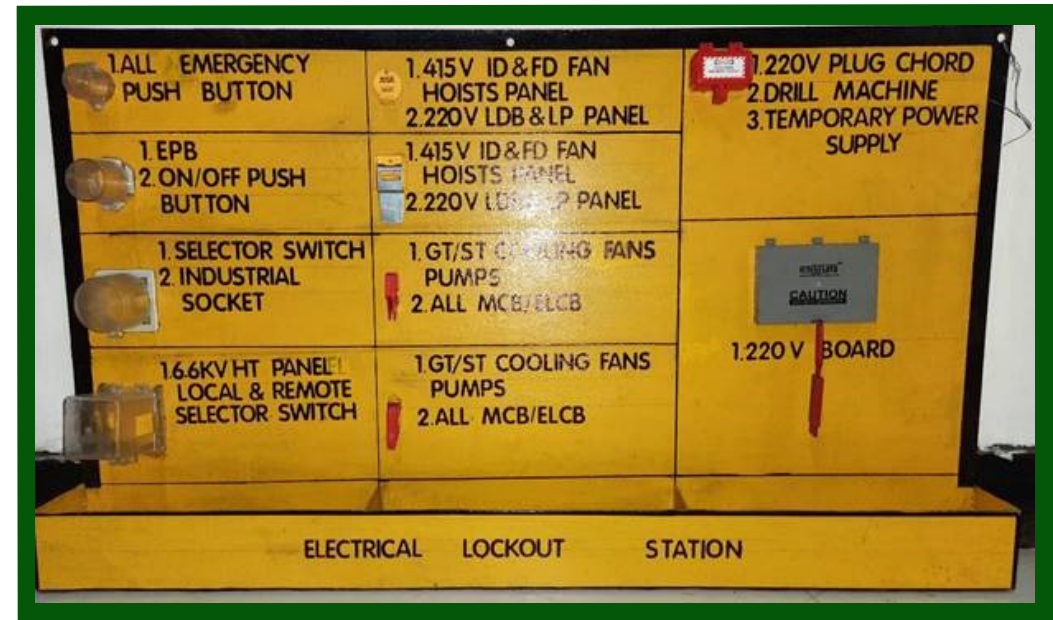 1.ALL EMERGENCY
PUSH BUTTON
1.EPB
2.ON/OFF PUSH
BUTTON
1.SELECTOR SWITCH
2.INDUSTRIAL
SOCKET
1.6.6KV HT PANEL
LOCAL & REMOTE
SELECTOR SWITCH
1.415V ID&FD FAN
HOISTS PANEL
2.220V LDB&LP PANEL
1.415V ID&FD FAN
HOISTS PANEL
2.220V LDB&LP PANEL
1.GT/ST COOLING FANS
PUMPS
2.ALL MCB/ELCB
1.GT/ST COOLING FANS
PUMPS
2.ALL MCB/ELCB
1.220V PLUG CHORD
2.DRILL MACHINE
3.TEMPORARY POWER
SUPPLY
CAUTION
1.220V BOARD
ELECTRICAL LOCKOUT STATION